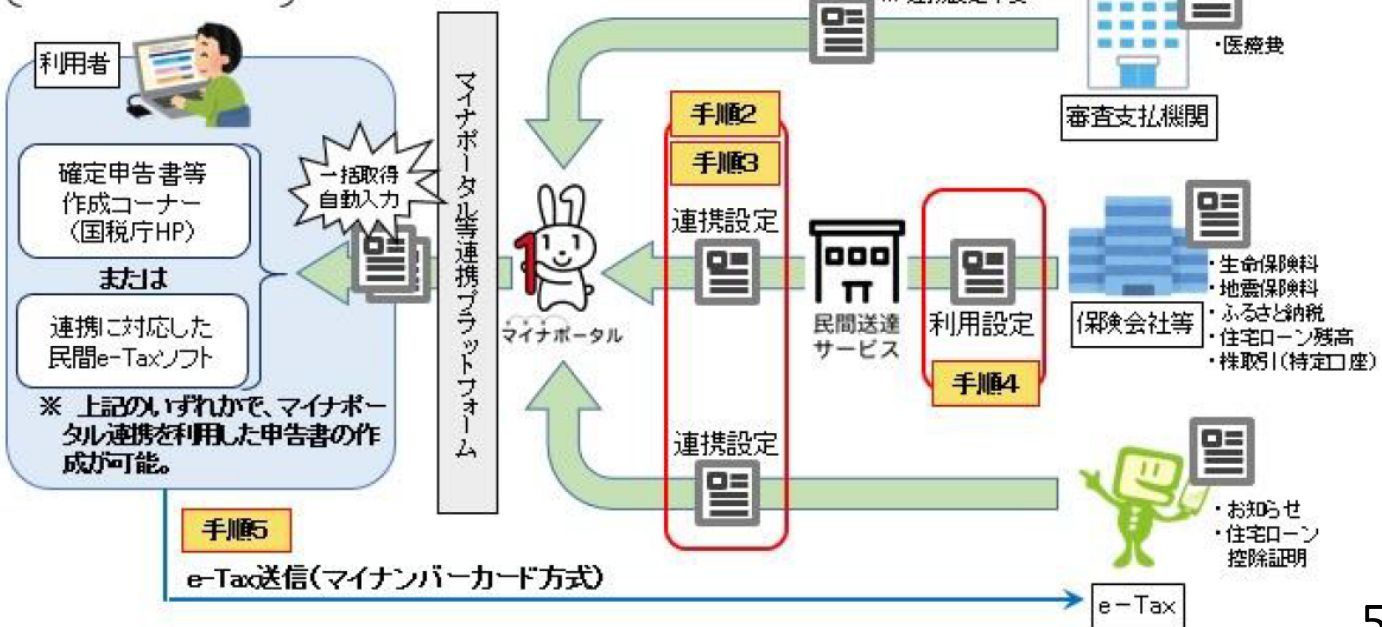 ・医療費
審査支払機関
利用者
確定申告書等
作成コーナー
(国税庁HP)
または
連携に対応した
民間e-Taxソフト
※ 上記のいずれかで、マイナポー
タル連携を利用した申告書の作
成が可能。
一括取得
自動入力
マイナポータル等連携プラットフォーム
マイナポータル
手順2
手順3
連携設定
民間送達
サービス
利用設定
手順4
保険会社等
・生命保険料
・地震保険料
・ふるさと納税
・住宅ローン残高
・株取引(特定口座)
連携設定
・お知らせ
・住宅ローン
控除証明
e-Tax
手順5
e-Tax送信(マイナンバーカード方式)
5